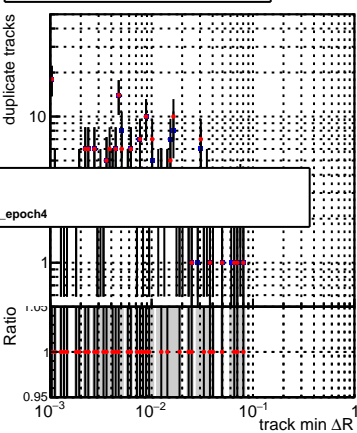 duplicate tracks
10
_epoch4
1
1.05
Ratio
1
0.95
10⁻³ 10⁻² 10⁻¹ 1
track min ΔR